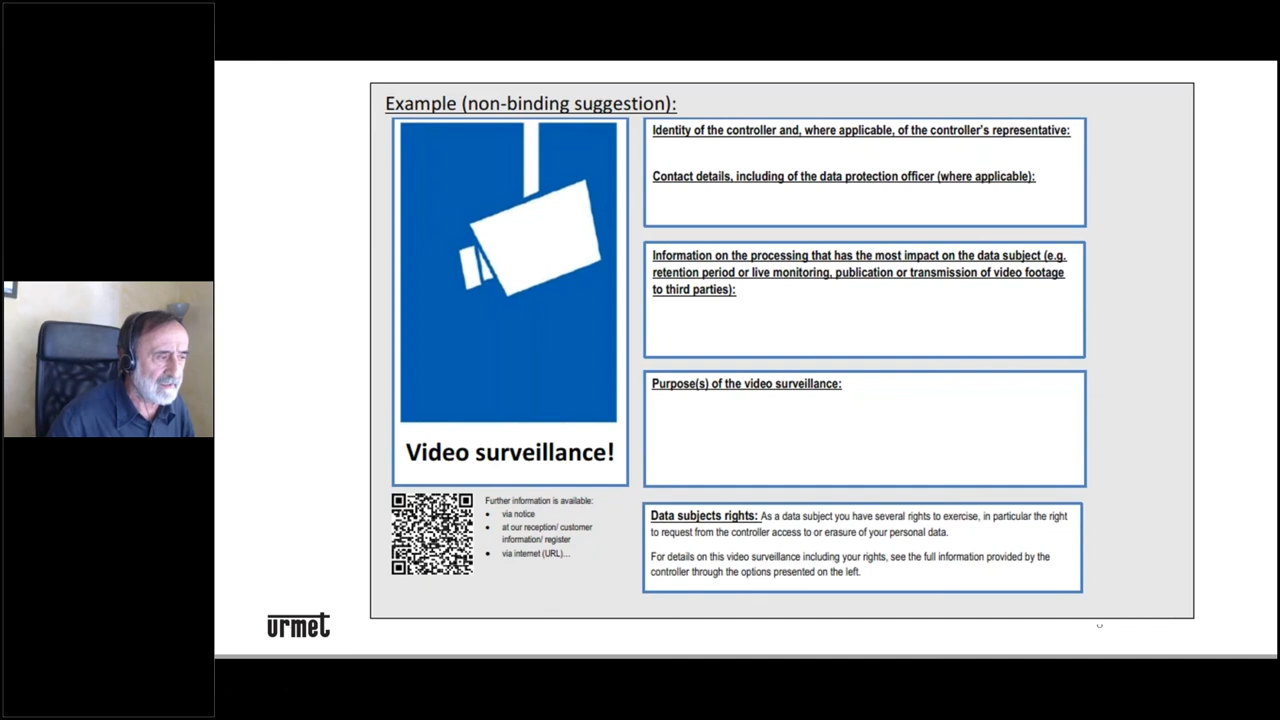 Example (non-binding suggestion):
Identity of the controller and, where applicable, of the controller's representative:
Contact details, including of the data protection officer (where applicable):
Information on the processing that has the most impact on the data subject (e.g.
retention period or live monitoring, publication or transmission of video footage
to third parties):
Purpose(s) of the video surveillance:
Video surveillance!
Further information is available:
• via notice
• at our reception/ customer
information/ register
• via internet (URL)...
Data subjects rights: As a data subject you have several rights to exercise, in particular the right
to request from the controller access to or erasure of your personal data.
For details on this video surveillance including your rights, see the full information provided by the
controller through the options presented on the left.
urmet